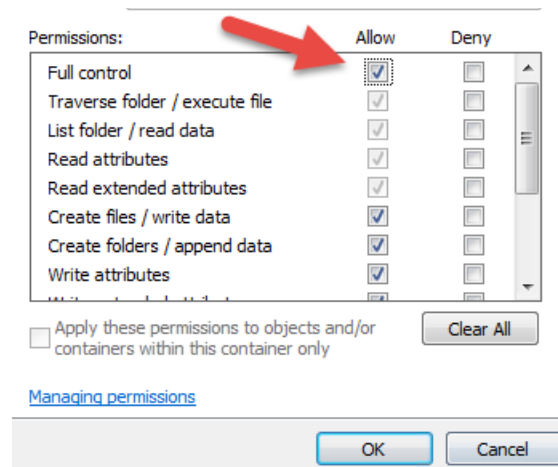 Permissions: Allow Deny
Full control
Traverse folder / execute file
List folder / read data
Read attributes
Read extended attributes
Create files / write data
Create folders / append data
Write attributes
Apply these permissions to objects and/or
containers within this container only
Clear All
Managing permissions
OK Cancel